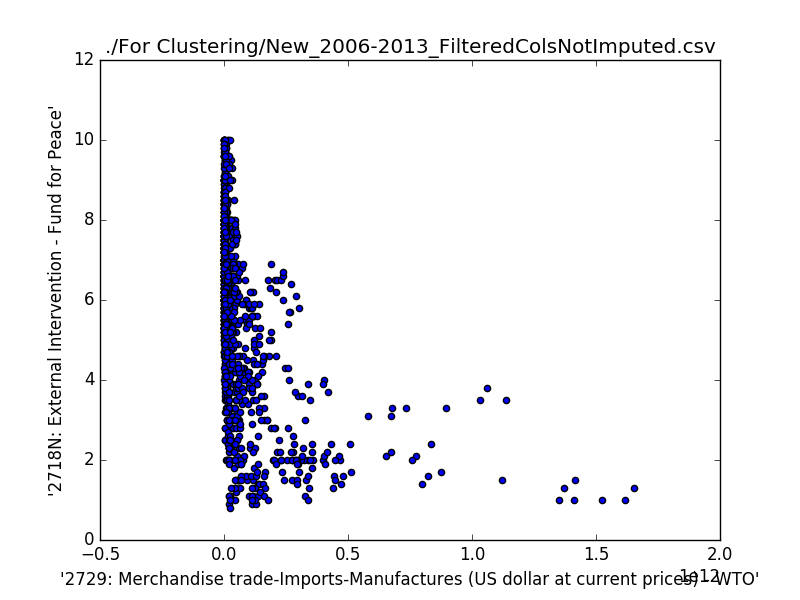 ./For Clustering/New_2006-2013_FilteredColsNotImputed.csv
12
10
8
6
4
2
0
'2718N: External Intervention - Fund for Peace'
−0.5 0.0 0.5 1.0 1.5 2.0
1e12
'2729: Merchandise trade-Imports-Manufactures (US dollar at current prices) - WTO'